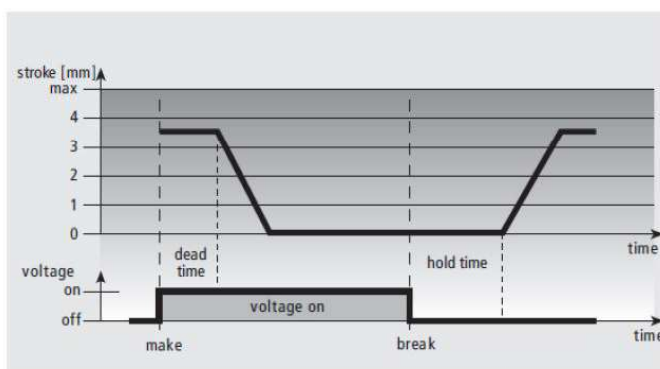 stroke [mm]
max
4
3
2
1
0
time
dead
time
hold time
voltage
on
voltage on
off
time
make
break